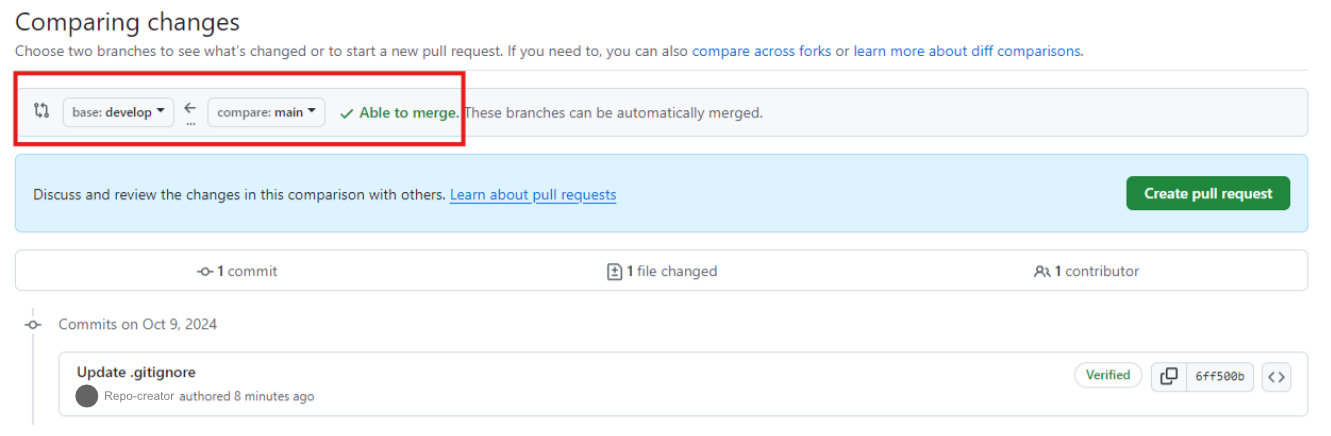 Comparing changes
Choose two branches to see what's changed or to start a new pull request. If you need to, you can also compare across forks or learn more about diff comparisons.
base: develop ... compare: main Able to merge. These branches can be automatically merged.
Discuss and review the changes in this comparison with others. Learn about pull requests Create pull request
1 commit 1 file changed 1 contributor
Commits on Oct 9, 2024
Update .gitignore Verified 6ff500b
Repo-creator authored 8 minutes ago